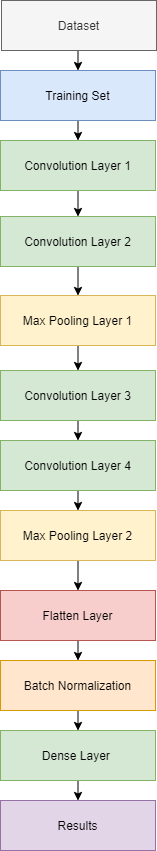 Dataset
Training Set
Convolution Layer 1
Convolution Layer 2
Max Pooling Layer 1
Convolution Layer 3
Convolution Layer 4
Max Pooling Layer 2
Flatten Layer
Batch Normalization
Dense Layer
Results